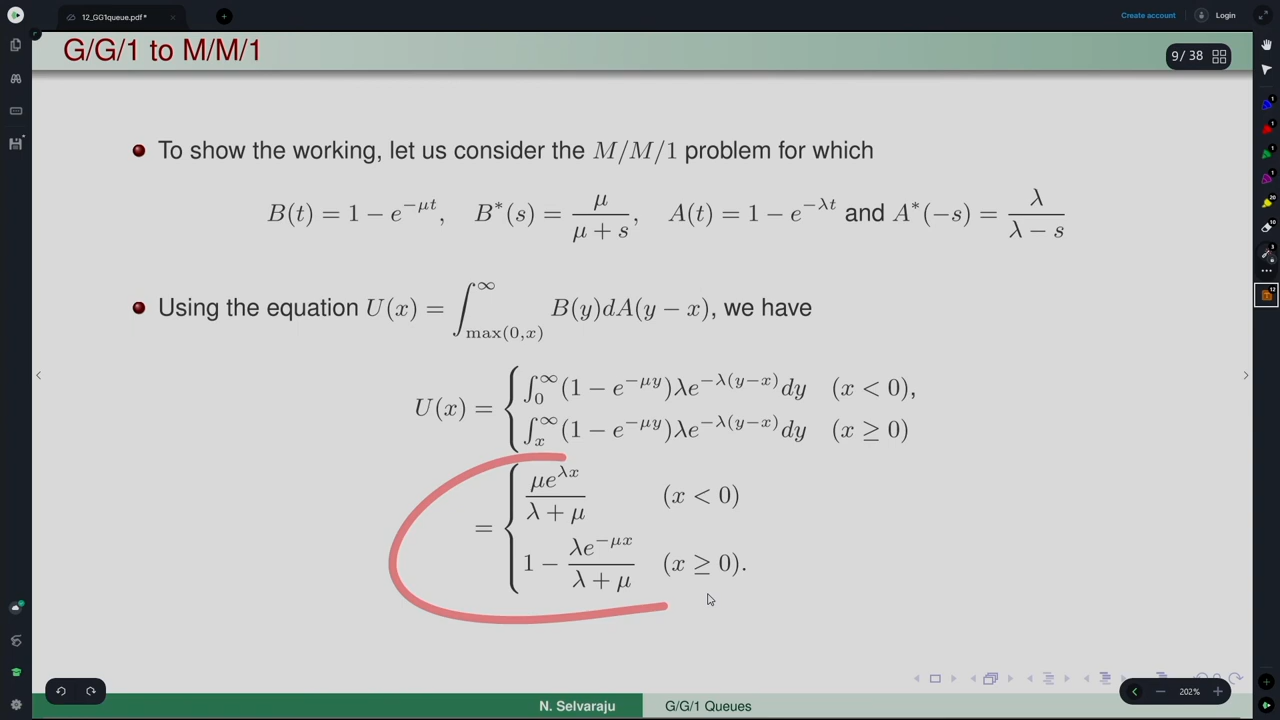 12_GG1queue.pdf*
Create account
Login
G/G/1 to M/M/1
9/ 38
To show the working, let us consider the M/M/1 problem for which
B(t) = 1 − e^{−μt}, B*(s) = μ/(μ + s), A(t) = 1 − e^{−λt} and A*(−s) = λ/(λ − s)
Using the equation U(x) = ∫_{max(0,x)}^{∞} B(y)dA(y − x), we have
U(x) = { ∫_0^∞ (1 − e^{−μy})λe^{−λ(y−x)}dy (x < 0),
∫_x^∞ (1 − e^{−μy})λe^{−λ(y−x)}dy (x ≥ 0)
= { μe^{λx}/(λ + μ) (x < 0)
1 − λe^{−μx}/(λ + μ) (x ≥ 0).
202%
N. Selvaraju
G/G/1 Queues